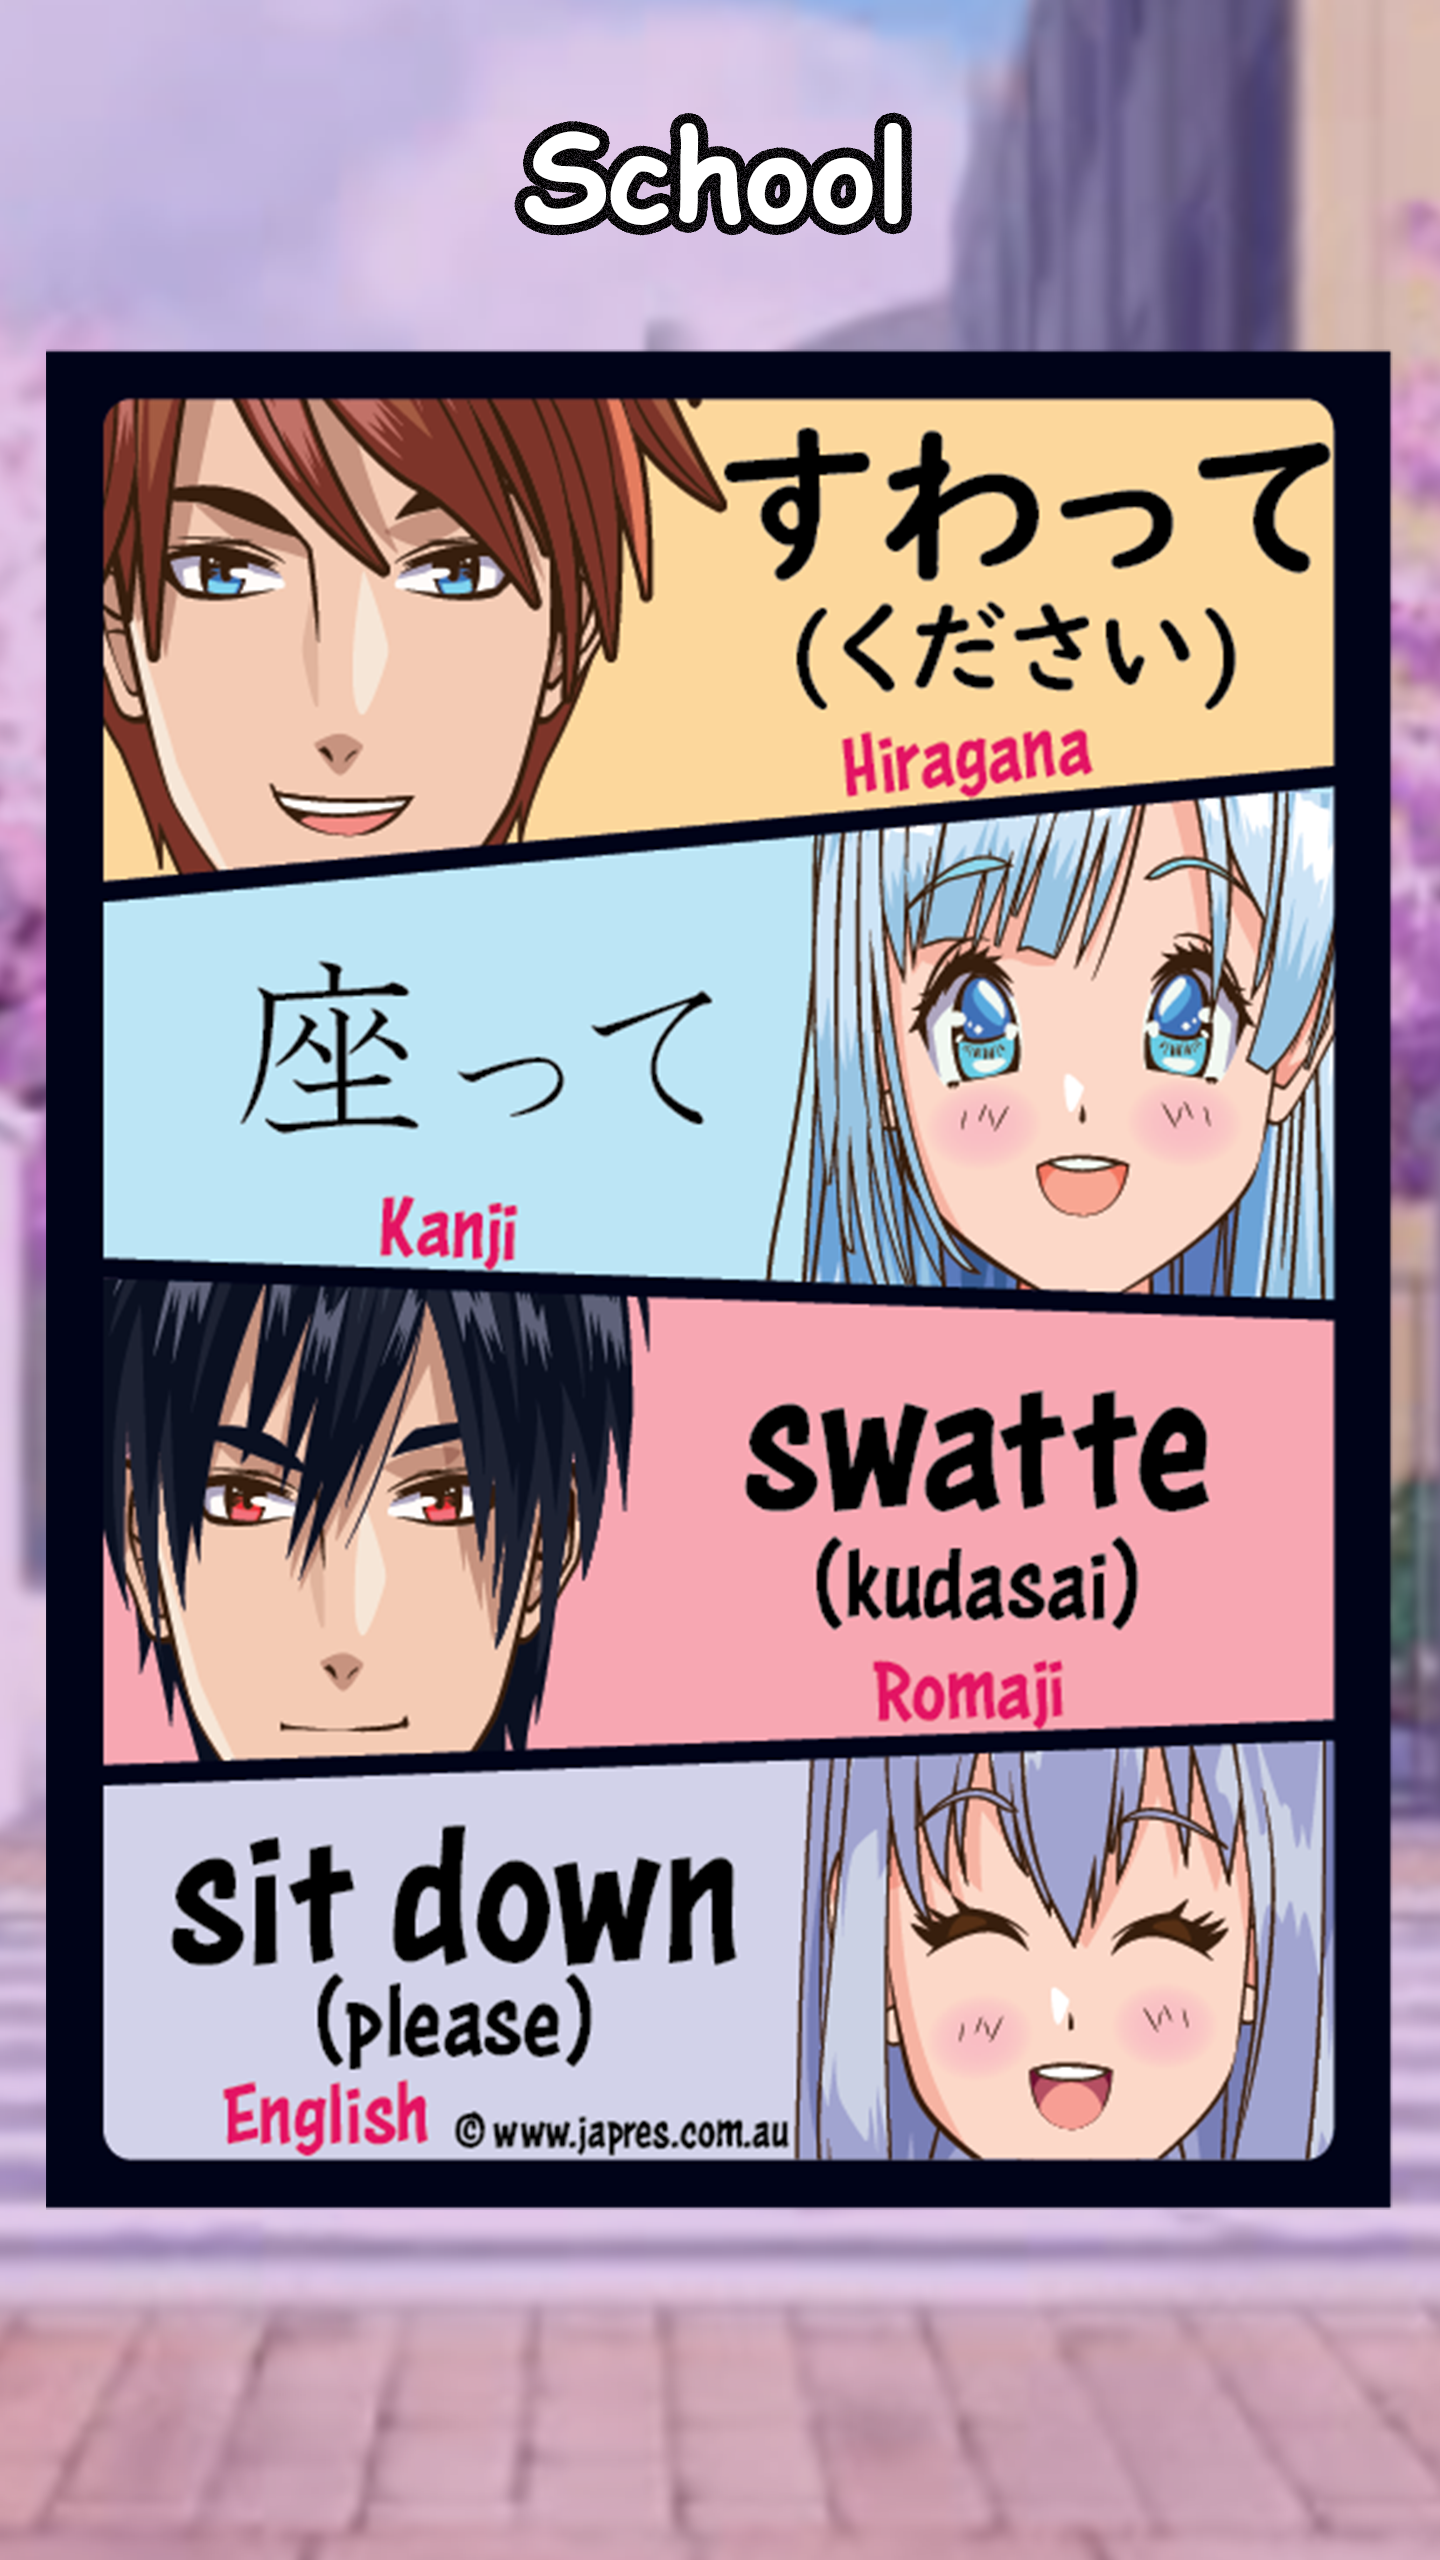 School
すわって
(ください)
Hiragana
座って
Kanji
swatte
(kudasai)
Romaji
sit down
(please)
English © www.japres.com.au